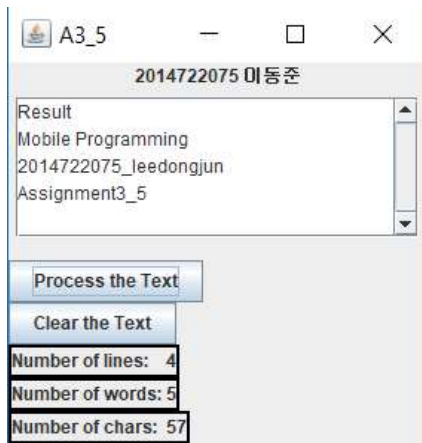 A3_5
2014722075 이동준
Result
Mobile Programming
2014722075_leedongjun
Assignment3_5
Process the Text
Clear the Text
Number of lines: 4
Number of words: 5
Number of chars: 57